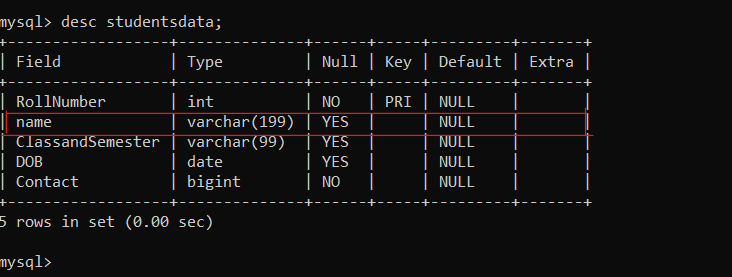 mysql> desc studentsdata;
+-----------------+--------------+------+-----+---------+-------+
| Field           | Type         | Null | Key | Default | Extra |
+-----------------+--------------+------+-----+---------+-------+
| RollNumber      | int          | NO   | PRI | NULL    |       |
| name            | varchar(199) | YES  |     | NULL    |       |
| ClassandSemester | varchar(99)  | YES  |     | NULL    |       |
| DOB             | date         | YES  |     | NULL    |       |
| Contact         | bigint       | NO   |     | NULL    |       |
+-----------------+--------------+------+-----+---------+-------+
5 rows in set (0.00 sec)
mysql>